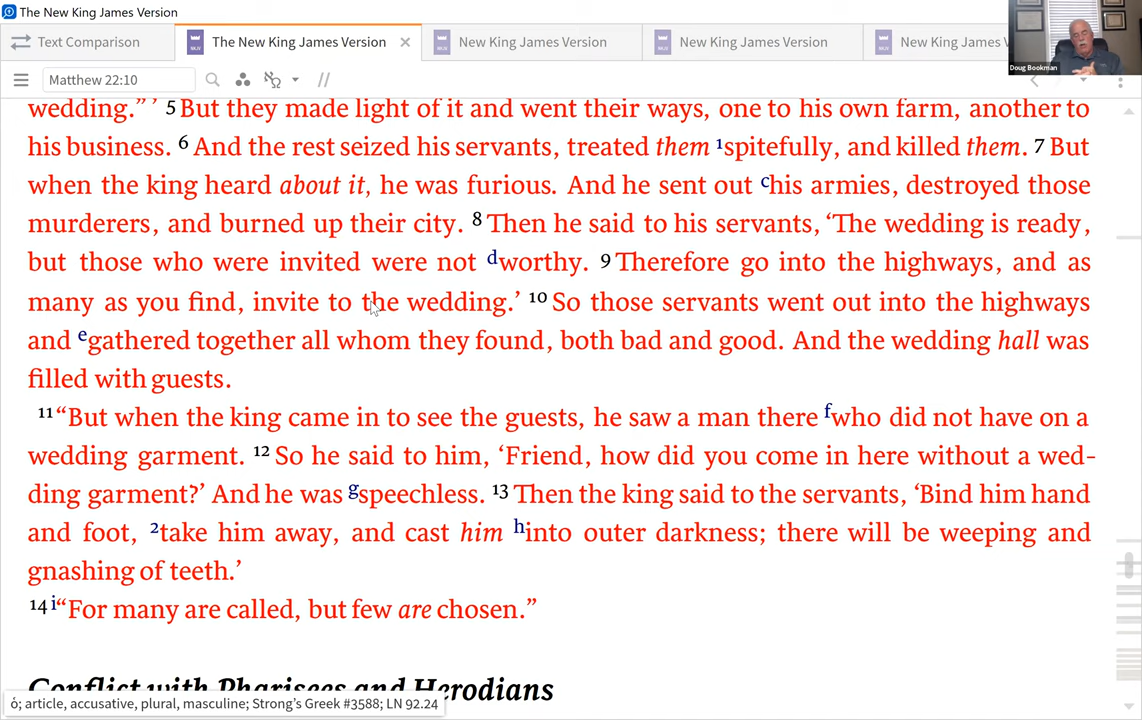 The New King James Version
Text Comparison
The New King James Version
New King James Version
New King James Version
New King James V
Doug Bookman
Matthew 22:10
wedding.” ’ 5 But they made light of it and went their ways, one to his own farm, another to
his business. 6 And the rest seized his servants, treated them 1spitefully, and killed them. 7 But
when the king heard about it, he was furious. And he sent out chis armies, destroyed those
murderers, and burned up their city. 8 Then he said to his servants, ‘The wedding is ready,
but those who were invited were not dworthy. 9 Therefore go into the highways, and as
many as you find, invite to the wedding.’ 10 So those servants went out into the highways
and egathered together all whom they found, both bad and good. And the wedding hall was
filled with guests.
11 “But when the king came in to see the guests, he saw a man there fwho did not have on a
wedding garment. 12 So he said to him, ‘Friend, how did you come in here without a wed-
ding garment?’ And he was gspeechless. 13 Then the king said to the servants, ‘Bind him hand
and foot, 2take him away, and cast him hinto outer darkness; there will be weeping and
gnashing of teeth.’
14 i“For many are called, but few are chosen.”
Conflict with Pharisees and Herodians
ὁ; article, accusative, plural, masculine; Strong’s Greek #3588; LN 92.24